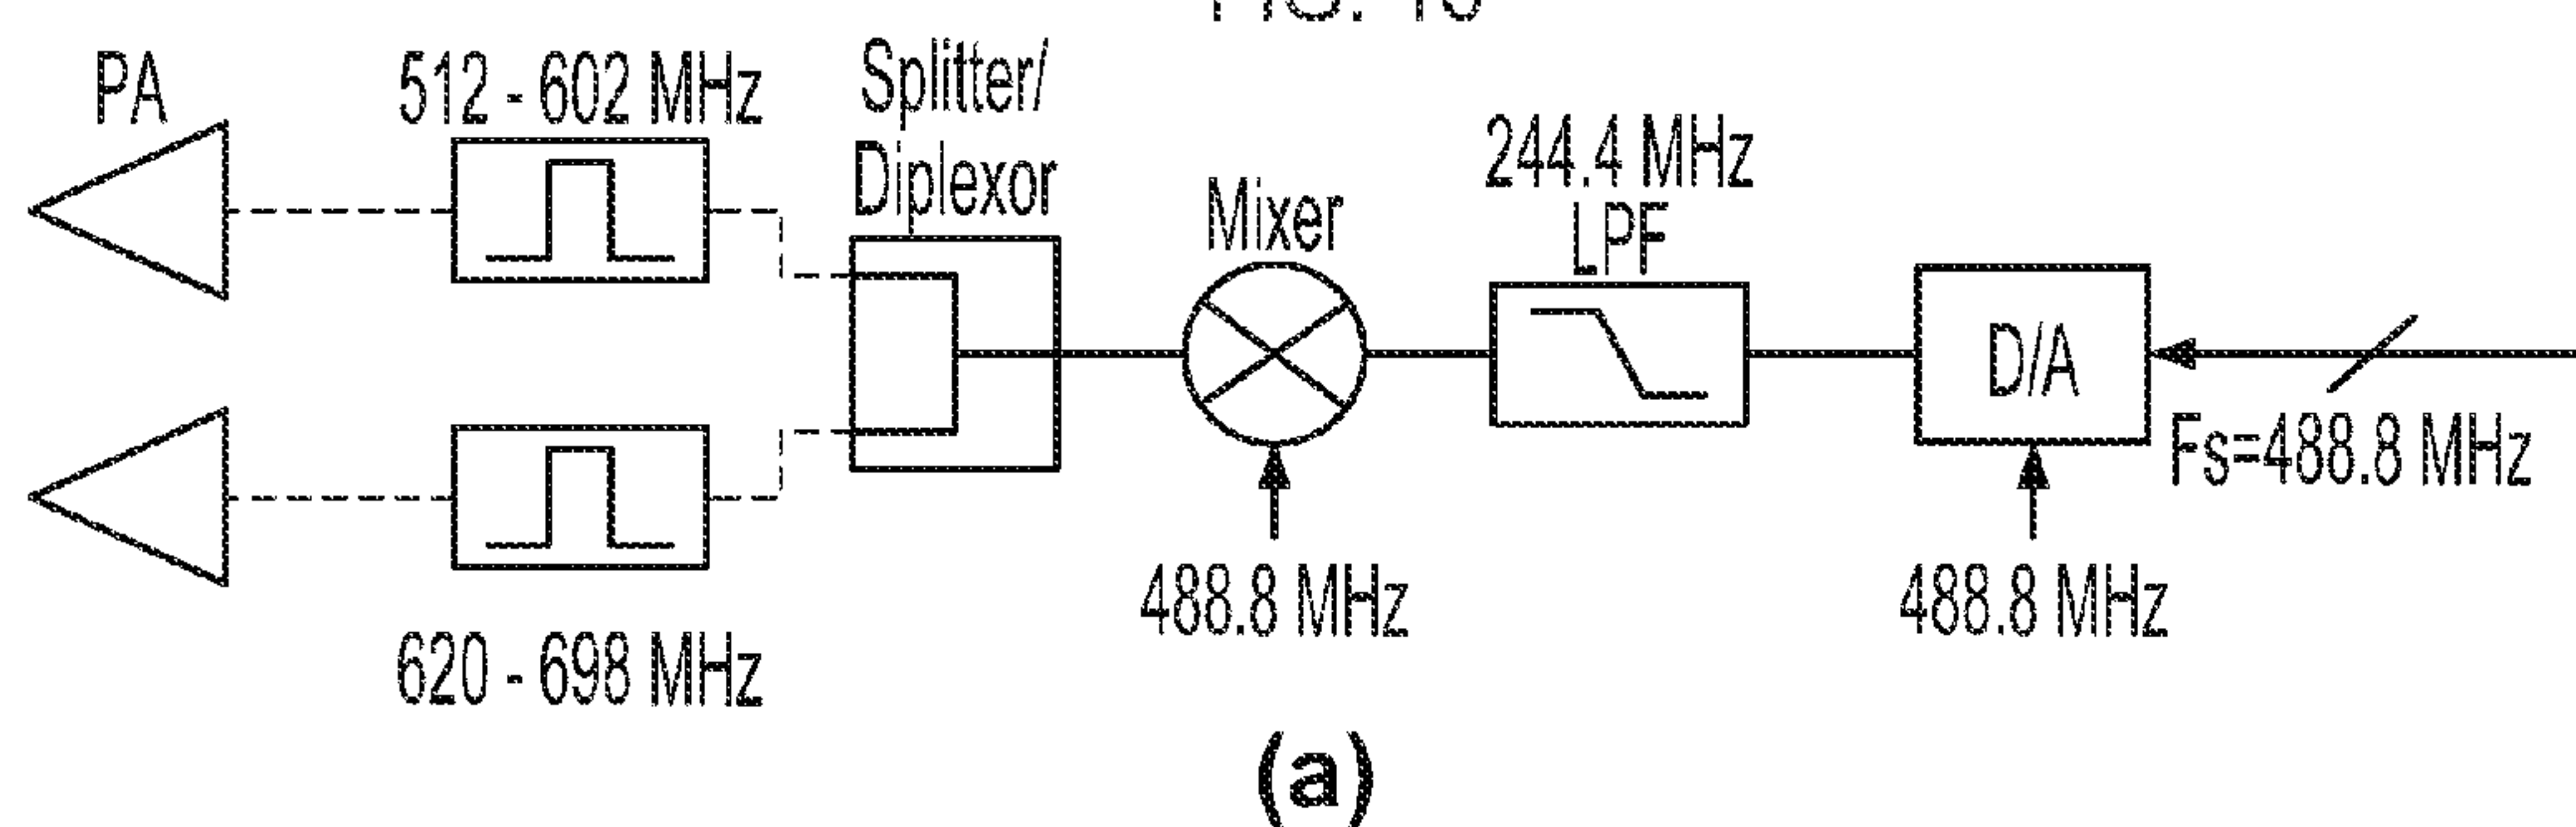 PA
512 - 602 MHz
Splitter/
Diplexor
Mixer
244.4 MHz
LPF
D/A
Fs=488.8 MHz
488.8 MHz
488.8 MHz
620 - 698 MHz
(a)